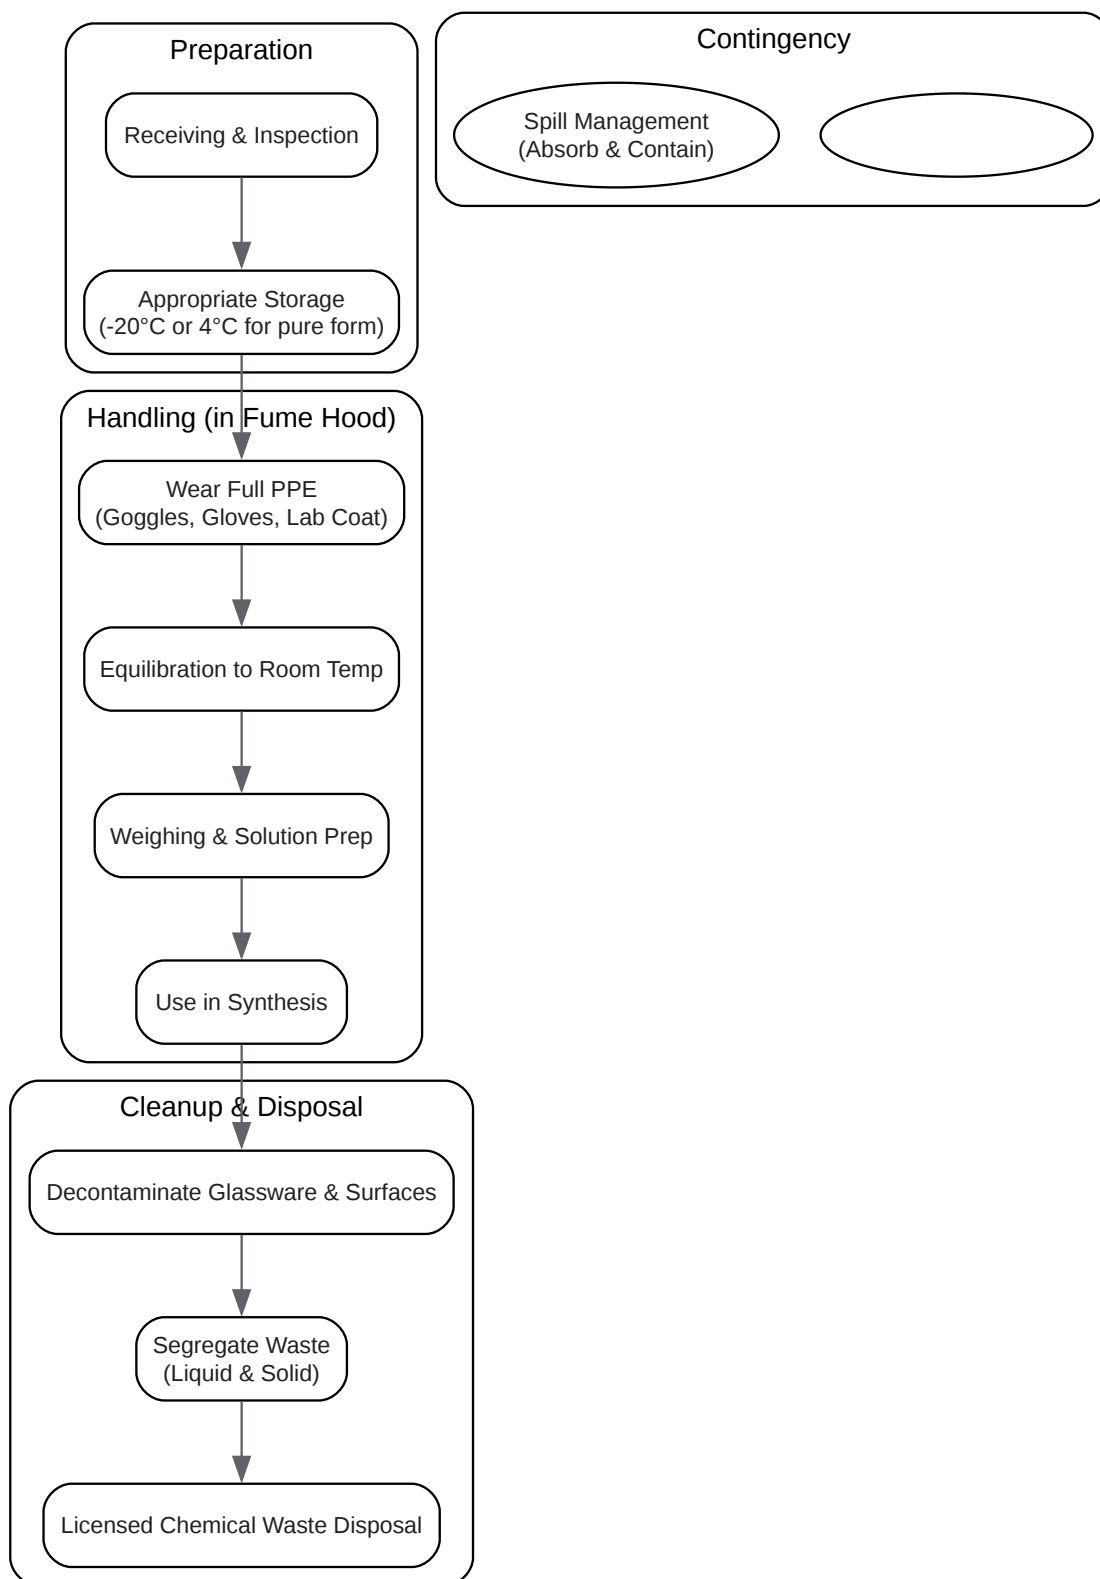 Preparation
Receiving & Inspection
Appropriate Storage
(-20°C or 4°C for pure form)
Contingency
Spill Management
(Absorb & Contain)
Handling (in Fume Hood)
Wear Full PPE
(Goggles, Gloves, Lab Coat)
Equilibration to Room Temp
Weighing & Solution Prep
Use in Synthesis
Cleanup & Disposal
Decontaminate Glassware & Surfaces
Segregate Waste
(Liquid & Solid)
Licensed Chemical Waste Disposal